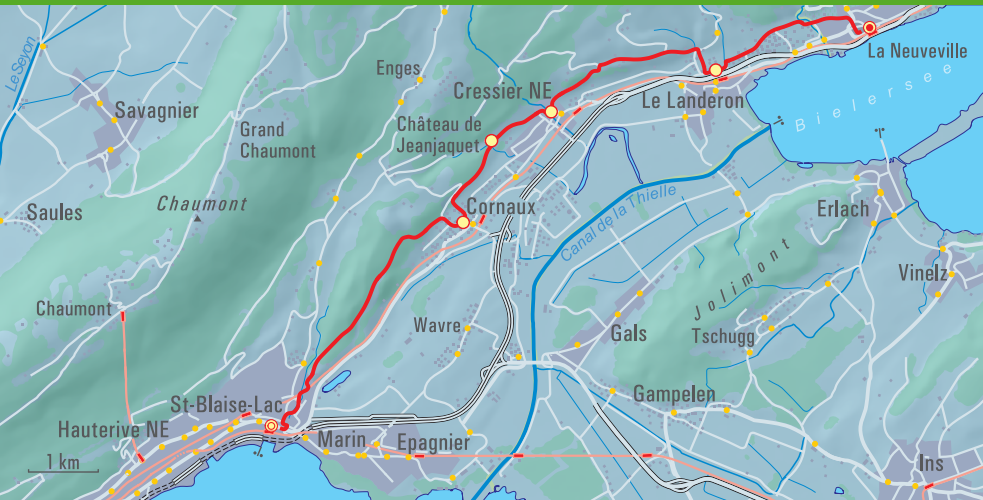 Le Seyon
La Neuveville
Enges
Cressier NE
Bielersee
Savagnier
Le Landeron
Château de
Jeanjaquet
Grand
Chaumont
Canal de la Thielle
Chaumont
Saules
Cornaux
Erlach
Jolimont
Vinelz
Chaumont
Wavre
Gals
Tschugg
Gampelen
St-Blaise-Lac
Hauterive NE
Marin
Epagnier
1 km
Ins